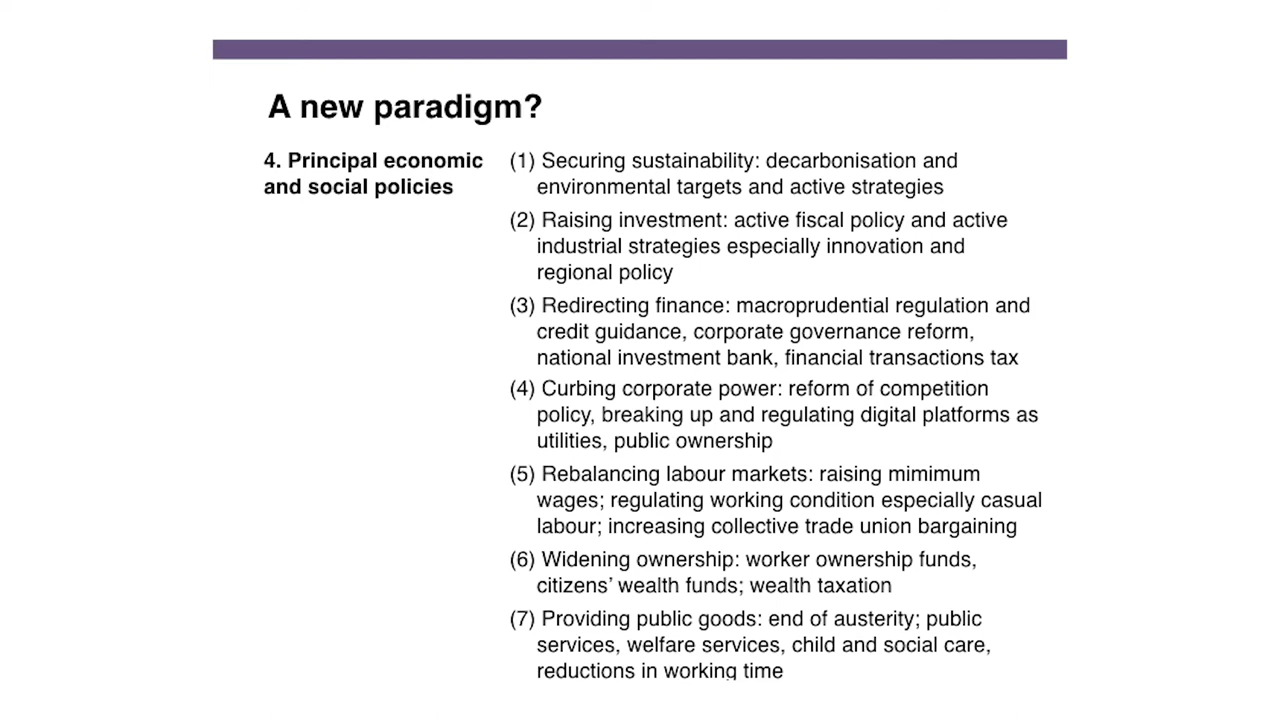 A new paradigm?
4. Principal economic
and social policies
(1) Securing sustainability: decarbonisation and
environmental targets and active strategies
(2) Raising investment: active fiscal policy and active
industrial strategies especially innovation and
regional policy
(3) Redirecting finance: macroprudential regulation and
credit guidance, corporate governance reform,
national investment bank, financial transactions tax
(4) Curbing corporate power: reform of competition
policy, breaking up and regulating digital platforms as
utilities, public ownership
(5) Rebalancing labour markets: raising mimimum
wages; regulating working condition especially casual
labour; increasing collective trade union bargaining
(6) Widening ownership: worker ownership funds,
citizens’ wealth funds; wealth taxation
(7) Providing public goods: end of austerity; public
services, welfare services, child and social care,
reductions in working time